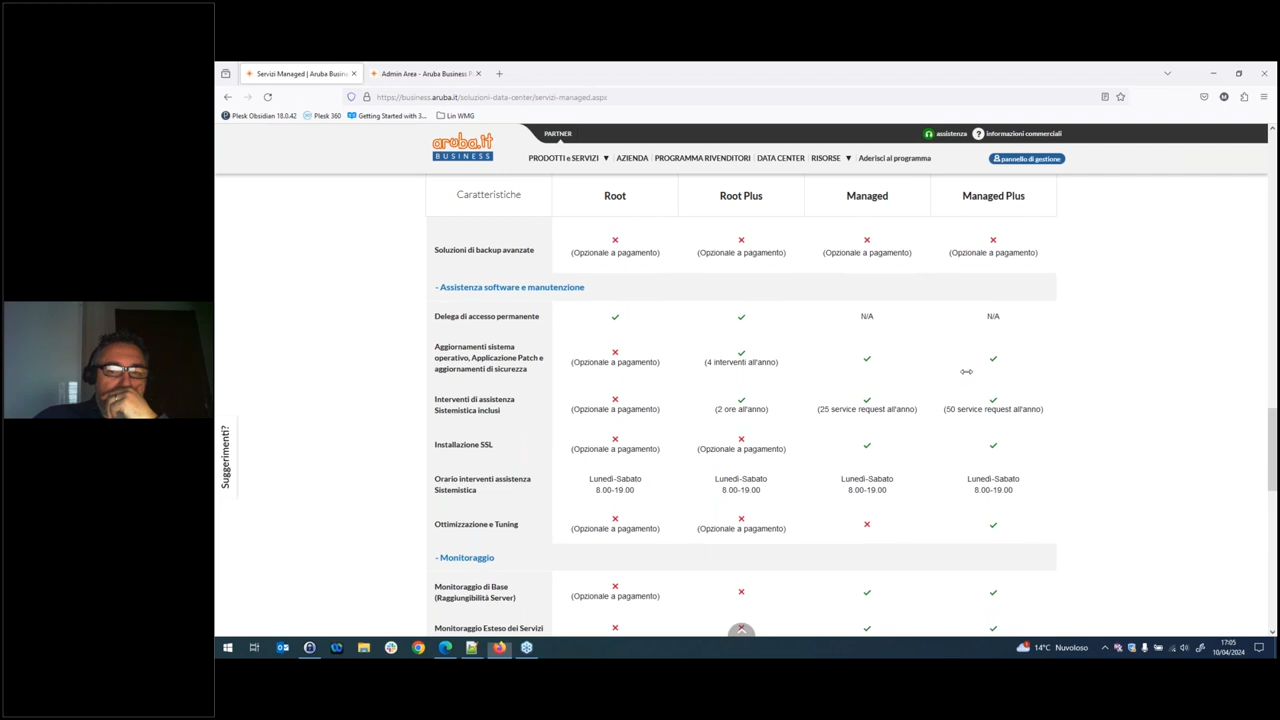 Servizi Managed | Aruba Busine
Admin Area - Aruba Business P
https://business.aruba.it/soluzioni-data-center/servizi-managed.aspx
Plesk Obsidian 18.0.42
Plesk 360
Getting Started with 3...
Lin WMG
aruba.it
BUSINESS
PARTNER
assistenza
informazioni commerciali
PRODOTTI e SERVIZI ▼
AZIENDA
PROGRAMMA RIVENDITORI
DATA CENTER
RISORSE ▼
Aderisci al programma
pannello di gestione
Caratteristiche
Root
Root Plus
Managed
Managed Plus
Soluzioni di backup avanzate
(Opzionale a pagamento)
(Opzionale a pagamento)
(Opzionale a pagamento)
(Opzionale a pagamento)
- Assistenza software e manutenzione
Delega di accesso permanente
N/A
N/A
Aggiornamenti sistema
operativo, Applicazione Patch e
aggiornamenti di sicurezza
(Opzionale a pagamento)
(4 interventi all'anno)
Interventi di assistenza
Sistemistica inclusi
(Opzionale a pagamento)
(2 ore all'anno)
(25 service request all'anno)
(50 service request all'anno)
Installazione SSL
(Opzionale a pagamento)
(Opzionale a pagamento)
Orario interventi assistenza
Sistemistica
Lunedì-Sabato
8.00-19.00
Lunedì-Sabato
8.00-19.00
Lunedì-Sabato
8.00-19.00
Lunedì-Sabato
8.00-19.00
Ottimizzazione e Tuning
(Opzionale a pagamento)
(Opzionale a pagamento)
- Monitoraggio
Monitoraggio di Base
(Raggiungibilità Server)
(Opzionale a pagamento)
Monitoraggio Esteso dei Servizi
Suggerimenti?
14°C Nuvoloso
17:05
10/04/2024